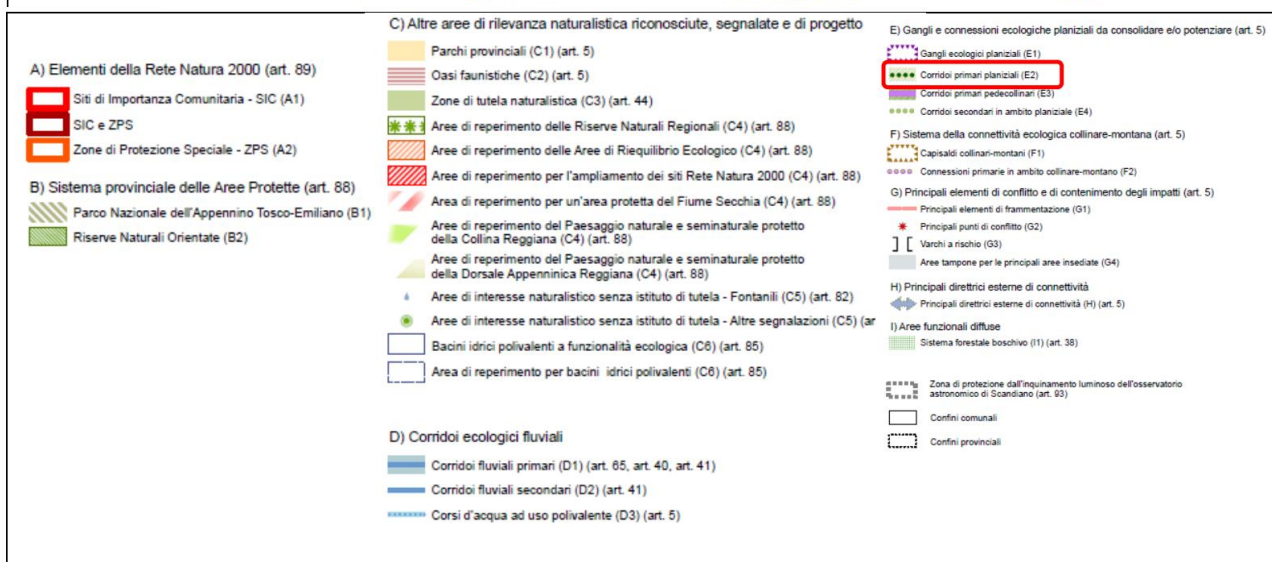 A) Elementi della Rete Natura 2000 (art. 89)
Siti di Importanza Comunitaria - SIC (A1)
SIC e ZPS
Zone di Protezione Speciale - ZPS (A2)
B) Sistema provinciale delle Aree Protette (art. 88)
Parco Nazionale dell'Appennino Tosco-Emiliano (B1)
Riserve Naturali Orientate (B2)
C) Altre aree di rilevanza naturalistica riconosciute, segnalate e di progetto
Parchi provinciali (C1) (art. 5)
Oasi faunistiche (C2) (art. 5)
Zone di tutela naturalistica (C3) (art. 44)
Aree di reperimento delle Riserve Naturali Regionali (C4) (art. 88)
Aree di reperimento delle Aree di Riequilibrio Ecologico (C4) (art. 88)
Aree di reperimento per l'ampliamento dei siti Rete Natura 2000 (C4) (art. 88)
Area di reperimento per un'area protetta del Fiume Secchia (C4) (art. 88)
Aree di reperimento del Paesaggio naturale e seminaturale protetto
della Collina Reggiana (C4) (art. 88)
Aree di reperimento del Paesaggio naturale e seminaturale protetto
della Dorsale Appenninica Reggiana (C4) (art. 88)
Aree di interesse naturalistico senza istituto di tutela - Fontanili (C5) (art. 82)
Aree di interesse naturalistico senza istituto di tutela - Altre segnalazioni (C5) (ar
Bacini idrici polivalenti a funzionalità ecologica (C6) (art. 85)
Area di reperimento per bacini idrici polivalenti (C6) (art. 85)
D) Corridoi ecologici fluviali
Corridoi fluviali primari (D1) (art. 65, art. 40, art. 41)
Corridoi fluviali secondari (D2) (art. 41)
Corsi d'acqua ad uso polivalente (D3) (art. 5)
E) Gangli e connessioni ecologiche planiziali da consolidare e/o potenziare (art. 5)
Gangli ecologici planiziali (E1)
Corridoi primari planiziali (E2)
Corridoi primari pedecollinari (E3)
Corridoi secondari in ambito planiziale (E4)
F) Sistema della connettività ecologica collinare-montana (art. 5)
Capisaldi collinari-montani (F1)
Connessioni primarie in ambito collinare-montano (F2)
G) Principali elementi di conflitto e di contenimento degli impatti (art. 5)
Principali elementi di frammentazione (G1)
Principali punti di conflitto (G2)
Varchi a rischio (G3)
Aree tampone per le principali aree insediate (G4)
H) Principali direttrici esterne di connettività
Principali direttrici esterne di connettività (H) (art. 5)
I) Aree funzionali diffuse
Sistema forestale boschivo (I1) (art. 38)
Zona di protezione dall'inquinamento luminoso dell'osservatorio
astronomico di Scandiano (art. 93)
Confini comunali
Confini provinciali